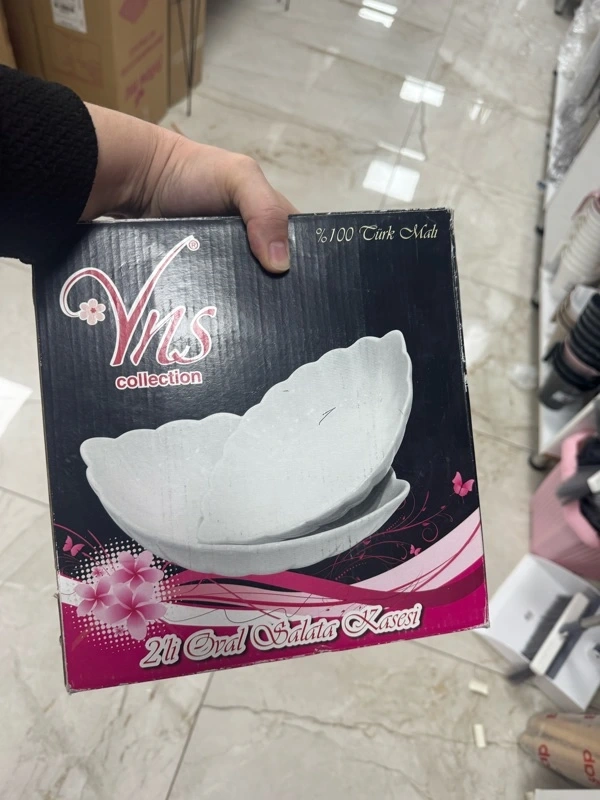 %100 Türk Malı
Vns®
collection
2'li Oval Salata Kasesi